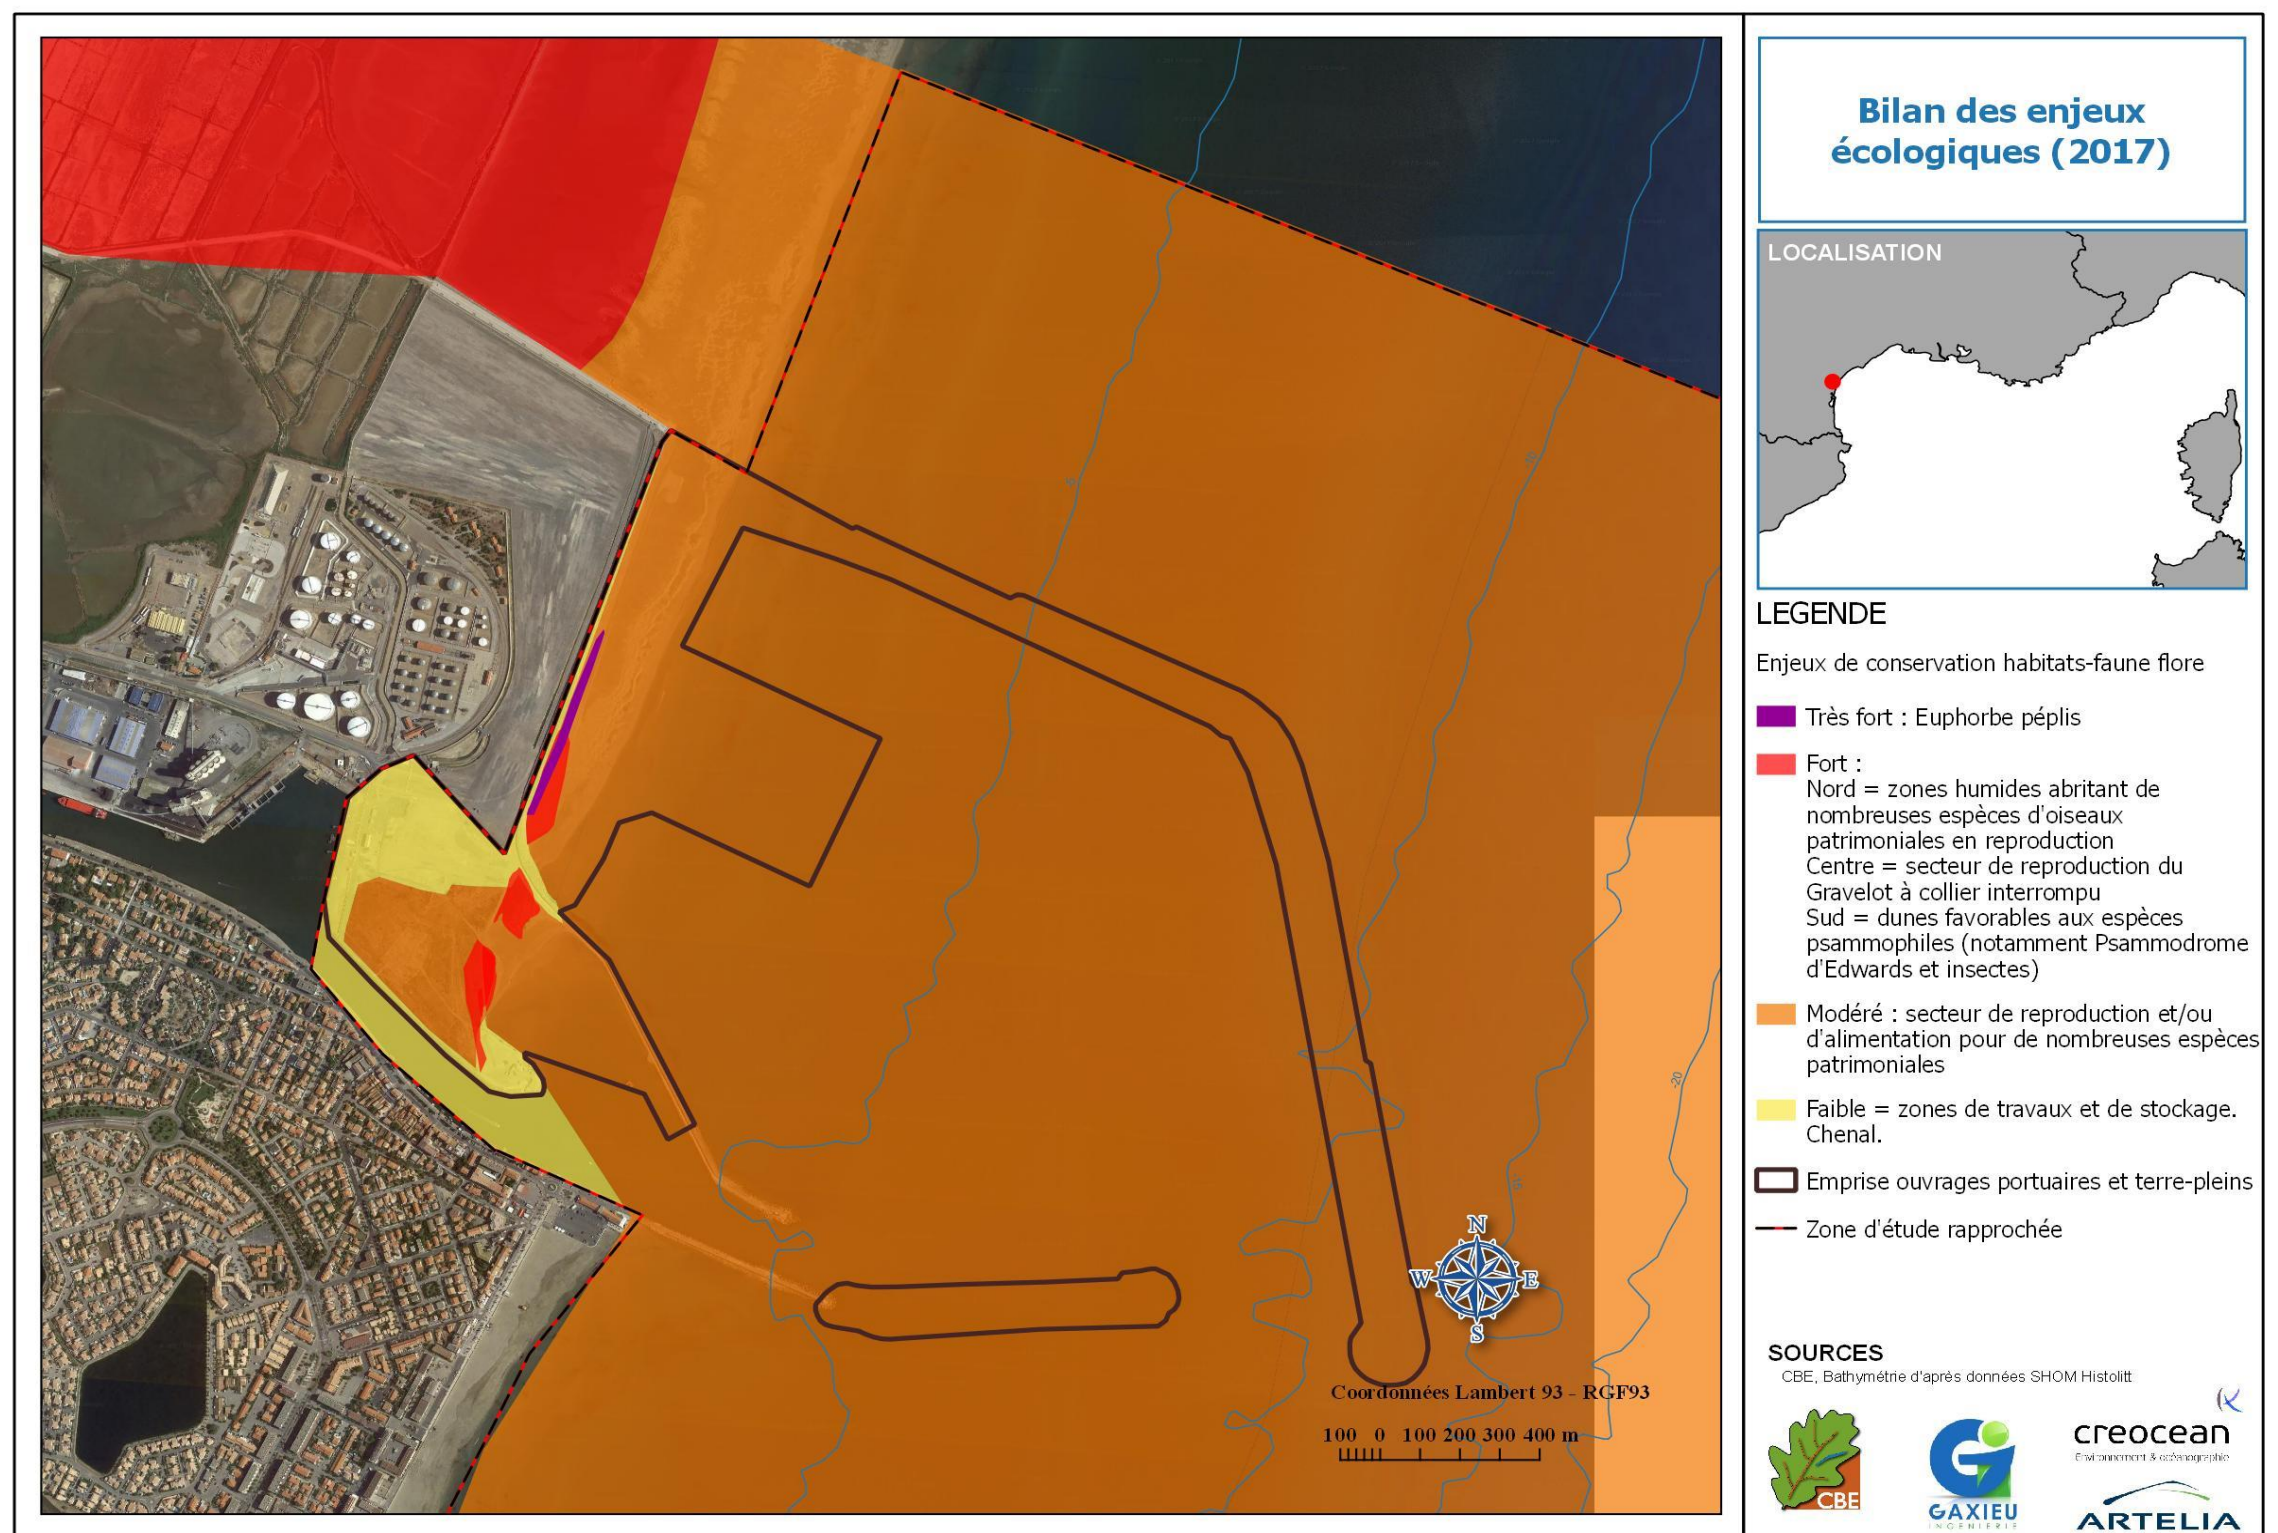 Bilan des enjeux
écologiques (2017)
LOCALISATION
LEGENDE
Enjeux de conservation habitats-faune flore
Très fort : Euphorbe péplis
Fort :
Nord = zones humides abritant de
nombreuses espèces d'oiseaux
patrimoniales en reproduction
Centre = secteur de reproduction du
Gravelot à collier interrompu
Sud = dunes favorables aux espèces
psammophiles (notamment Psammodrome
d'Edwards et insectes)
Modéré : secteur de reproduction et/ou
d'alimentation pour de nombreuses espèces
patrimoniales
Faible = zones de travaux et de stockage.
Chenal.
Emprise ouvrages portuaires et terre-pleins
Zone d'étude rapprochée
SOURCES
CBE, Bathymétrie d'après données SHOM Histolitt
CBE
GAXIEU
INGENIERIE
creocean
Environnement & océanographie
ARTELIA
-10
-15
-20
N
W
E
S
Coordonnées Lambert 93 - RGF93
100 0 100 200 300 400 m